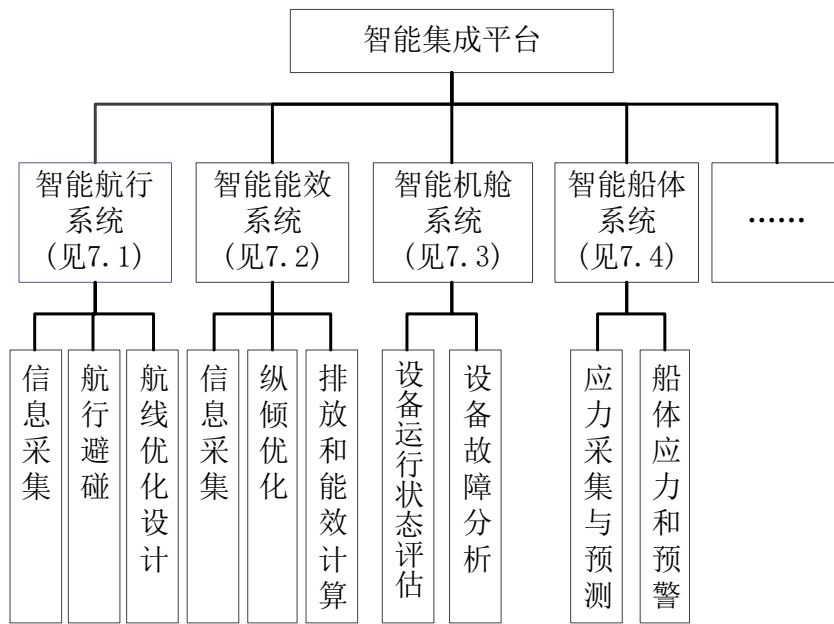 智能集成平台
智能航行
系统
(见7.1)
智能能效
系统
(见7.2)
智能机舱
系统
(见7.3)
智能船体
系统
(见7.4)
……
信息采集
航行避碰
航线优化设计
信息采集
纵倾优化
排放和能效计算
设备运行状态评估
设备故障分析
应力采集与预测
船体应力和预警